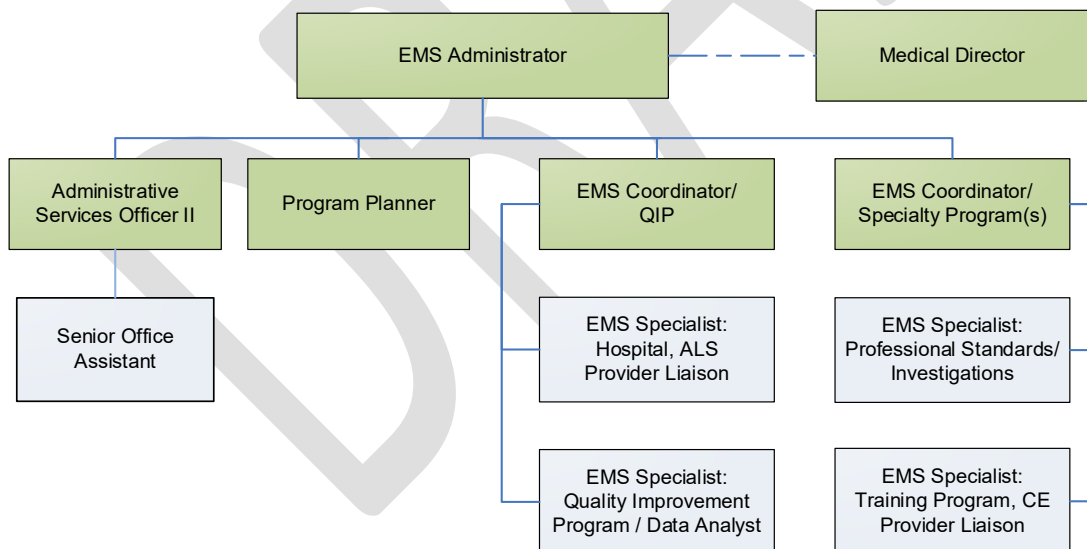 EMS Administrator
Medical Director
Administrative
Services Officer II
Program Planner
EMS Coordinator/
QIP
EMS Coordinator/
Specialty Program(s)
Senior Office
Assistant
EMS Specialist:
Hospital, ALS
Provider Liaison
EMS Specialist:
Professional Standards/
Investigations
EMS Specialist:
Quality Improvement
Program / Data Analyst
EMS Specialist:
Training Program, CE
Provider Liaison